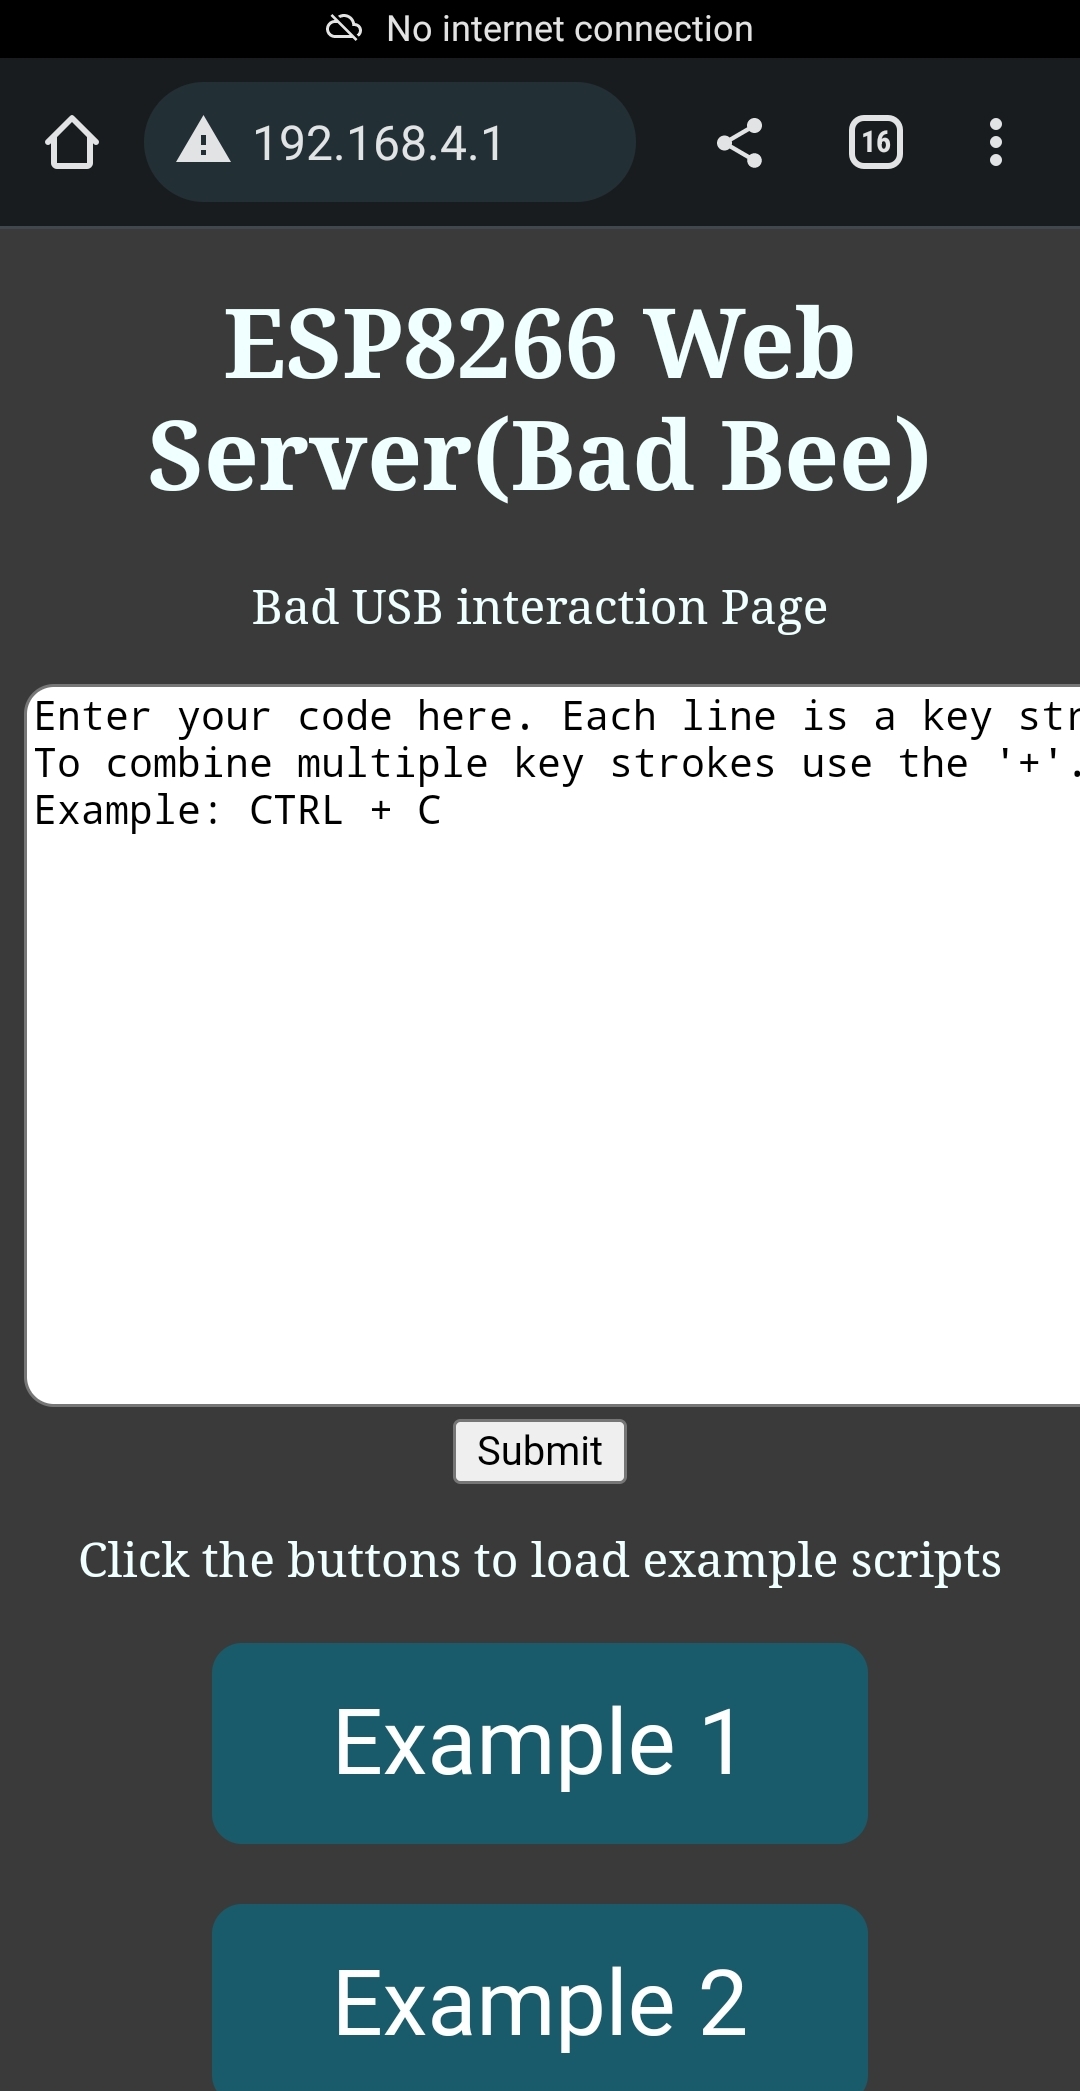 No internet connection
192.168.4.1
16
ESP8266 Web
Server(Bad Bee)
Bad USB interaction Page
Enter your code here. Each line is a key str
To combine multiple key strokes use the '+'.
Example: CTRL + C
Submit
Click the buttons to load example scripts
Example 1
Example 2